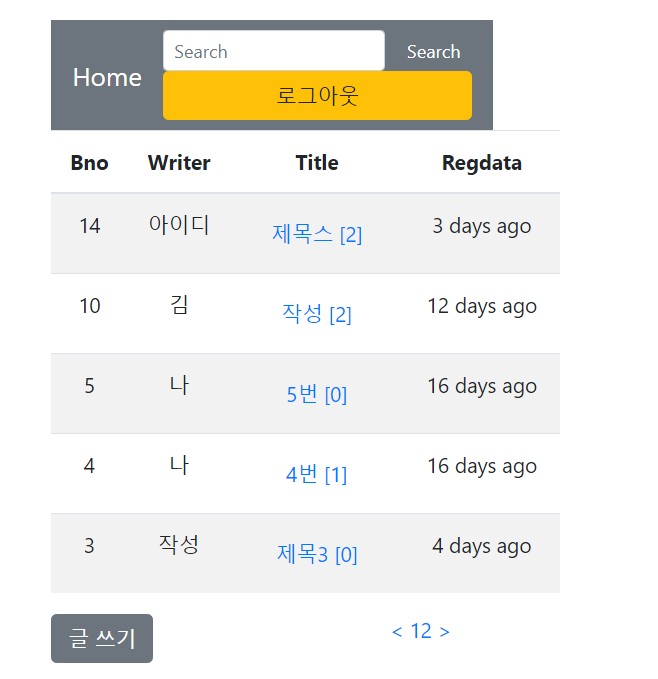 Home Search Search
로그아웃
Bno Writer Title Regdata
14 아이디 제목스 [2] 3 days ago
10 김 작성 [2] 12 days ago
5 나 5번 [0] 16 days ago
4 나 4번 [1] 16 days ago
3 작성 제목3 [0] 4 days ago
글 쓰기 < 12 >